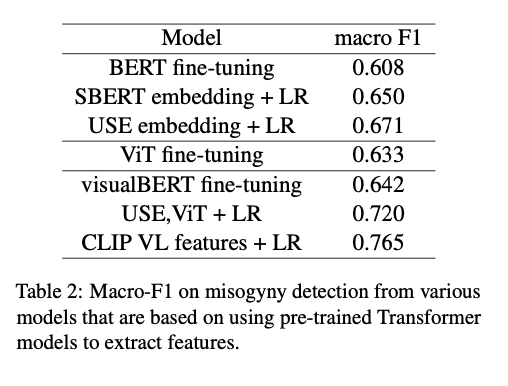 Model macro F1
BERT fine-tuning 0.608
SBERT embedding + LR 0.650
USE embedding + LR 0.671
ViT fine-tuning 0.633
visualBERT fine-tuning 0.642
USE,ViT + LR 0.720
CLIP VL features + LR 0.765
Table 2: Macro-F1 on misogyny detection from various
models that are based on using pre-trained Transformer
models to extract features.